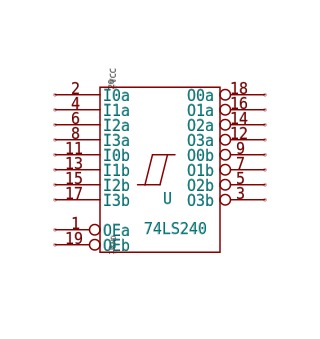 VCC
20
2 I0a O0a 18
4 I1a O1a 16
6 I2a O2a 14
8 I3a O3a 12
11 I0b O0b 9
13 I1b O1b 7
15 I2b O2b 5
17 I3b O3b 3
U
1 OEa 74LS240
19 OEb